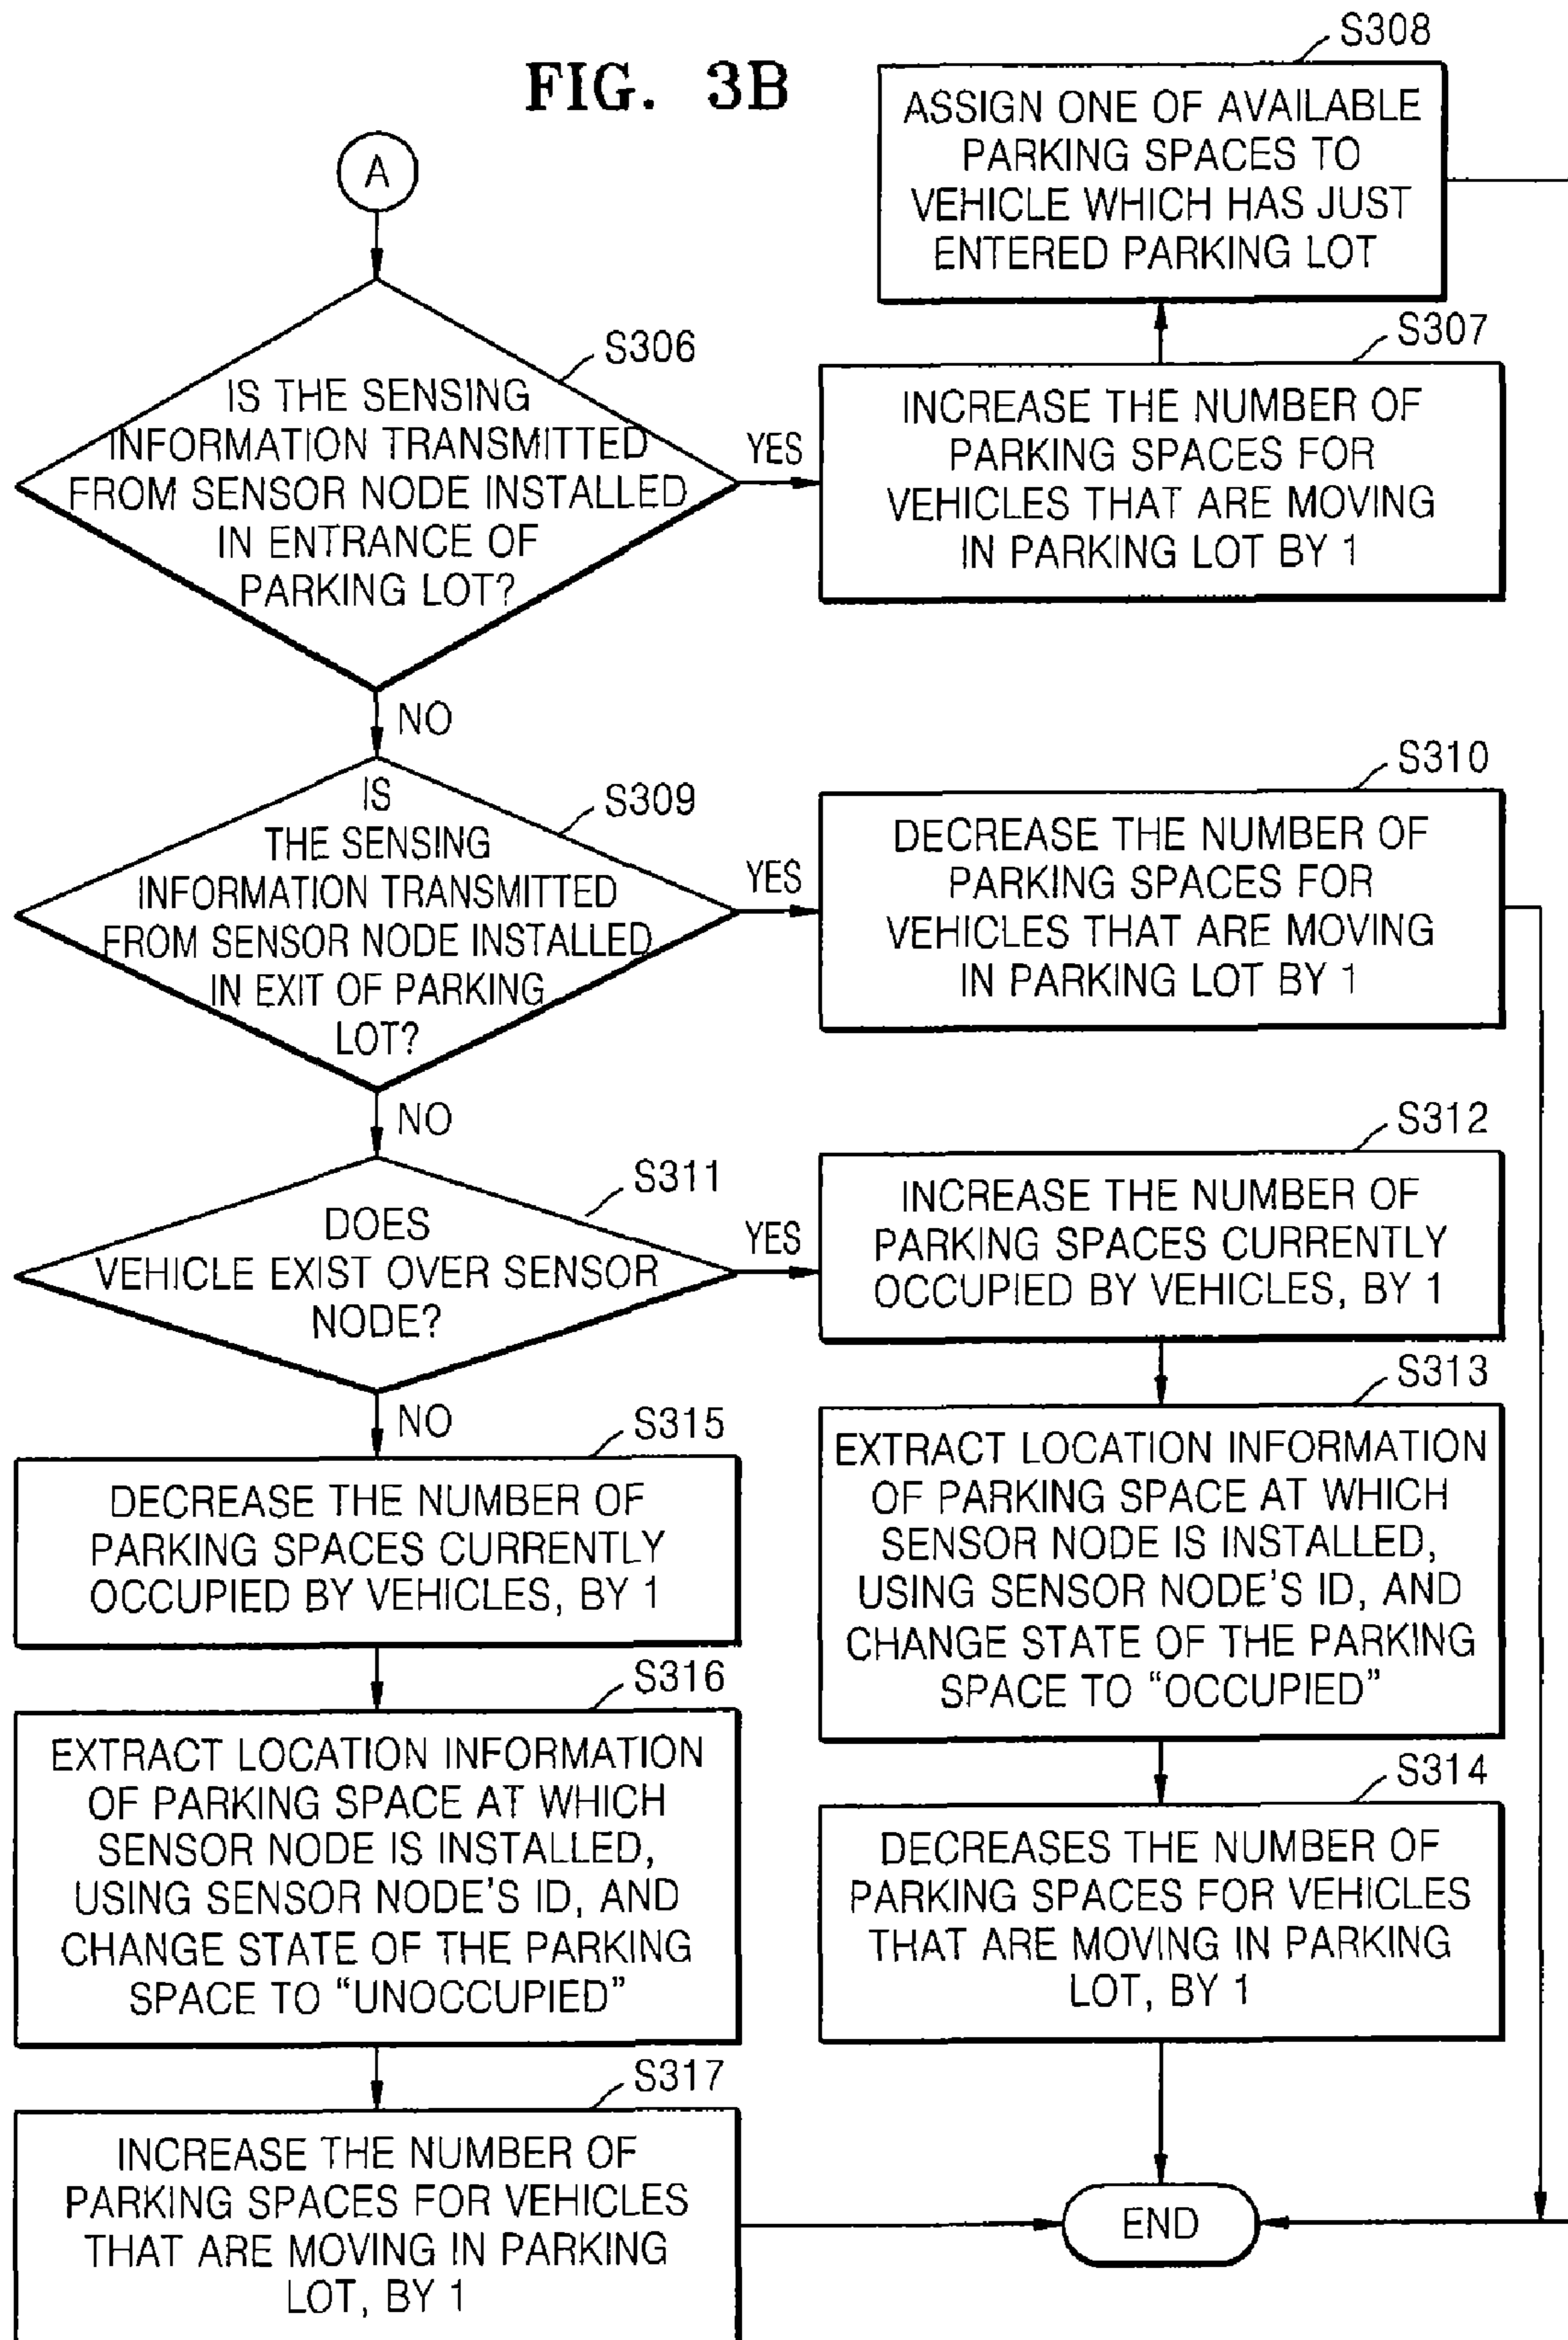 FIG. 3B
S308
ASSIGN ONE OF AVAILABLE
PARKING SPACES TO
VEHICLE WHICH HAS JUST
ENTERED PARKING LOT
A
S306
IS THE SENSING
INFORMATION TRANSMITTED
FROM SENSOR NODE INSTALLED
IN ENTRANCE OF
PARKING LOT?
YES
S307
INCREASE THE NUMBER OF
PARKING SPACES FOR
VEHICLES THAT ARE MOVING
IN PARKING LOT BY 1
NO
S309
IS
THE SENSING
INFORMATION TRANSMITTED
FROM SENSOR NODE INSTALLED
IN EXIT OF PARKING
LOT?
YES
S310
DECREASE THE NUMBER OF
PARKING SPACES FOR
VEHICLES THAT ARE MOVING
IN PARKING LOT BY 1
NO
S311
DOES
VEHICLE EXIST OVER SENSOR
NODE?
YES
S312
INCREASE THE NUMBER OF
PARKING SPACES CURRENTLY
OCCUPIED BY VEHICLES, BY 1
S313
EXTRACT LOCATION INFORMATION
OF PARKING SPACE AT WHICH
SENSOR NODE IS INSTALLED,
USING SENSOR NODE'S ID, AND
CHANGE STATE OF THE PARKING
SPACE TO “OCCUPIED”
S314
DECREASES THE NUMBER OF
PARKING SPACES FOR VEHICLES
THAT ARE MOVING IN PARKING
LOT, BY 1
NO
S315
DECREASE THE NUMBER OF
PARKING SPACES CURRENTLY
OCCUPIED BY VEHICLES, BY 1
S316
EXTRACT LOCATION INFORMATION
OF PARKING SPACE AT WHICH
SENSOR NODE IS INSTALLED,
USING SENSOR NODE'S ID, AND
CHANGE STATE OF THE PARKING
SPACE TO “UNOCCUPIED”
S317
INCREASE THE NUMBER OF
PARKING SPACES FOR VEHICLES
THAT ARE MOVING IN PARKING
LOT, BY 1
END